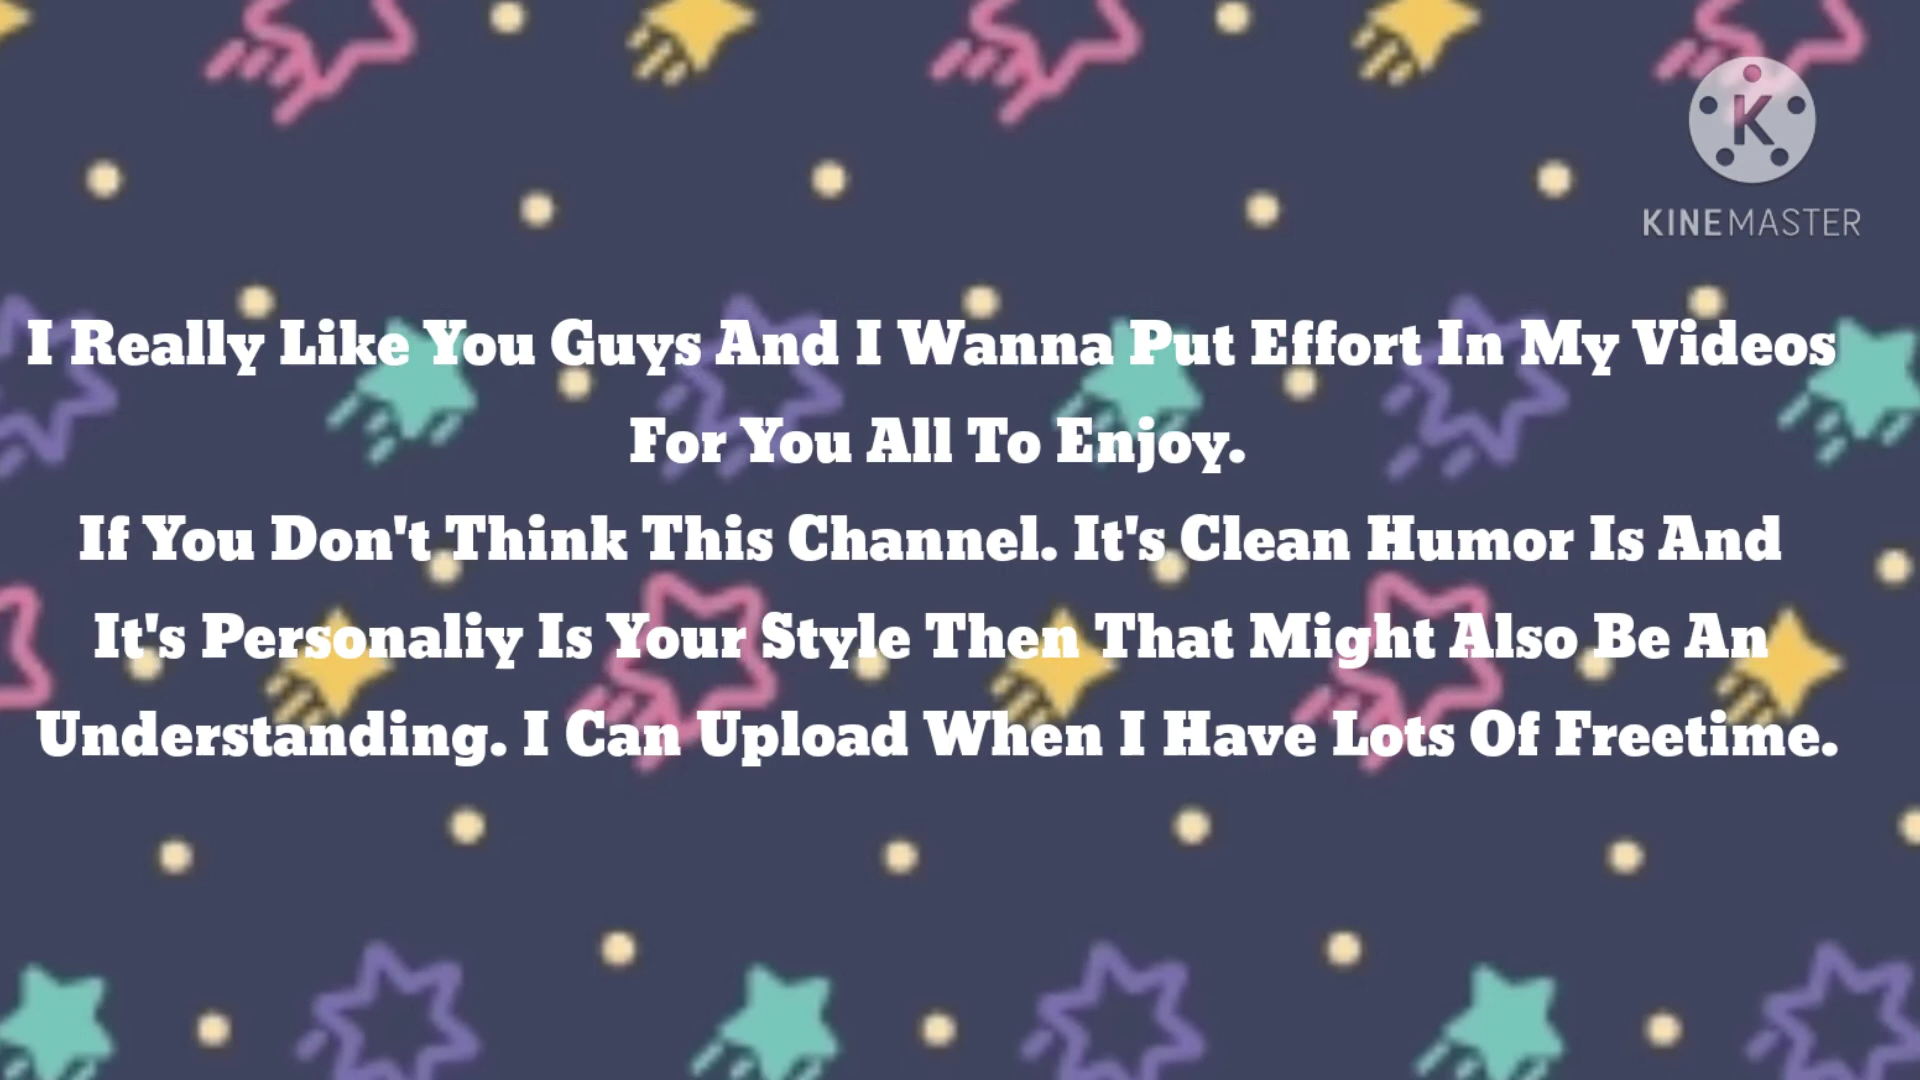 K
KINEMASTER
I Really Like You Guys And I Wanna Put Effort In My Videos
For You All To Enjoy.
If You Don't Think This Channel. It's Clean Humor Is And
It's Personaliy Is Your Style Then That Might Also Be An
Understanding. I Can Upload When I Have Lots Of Freetime.